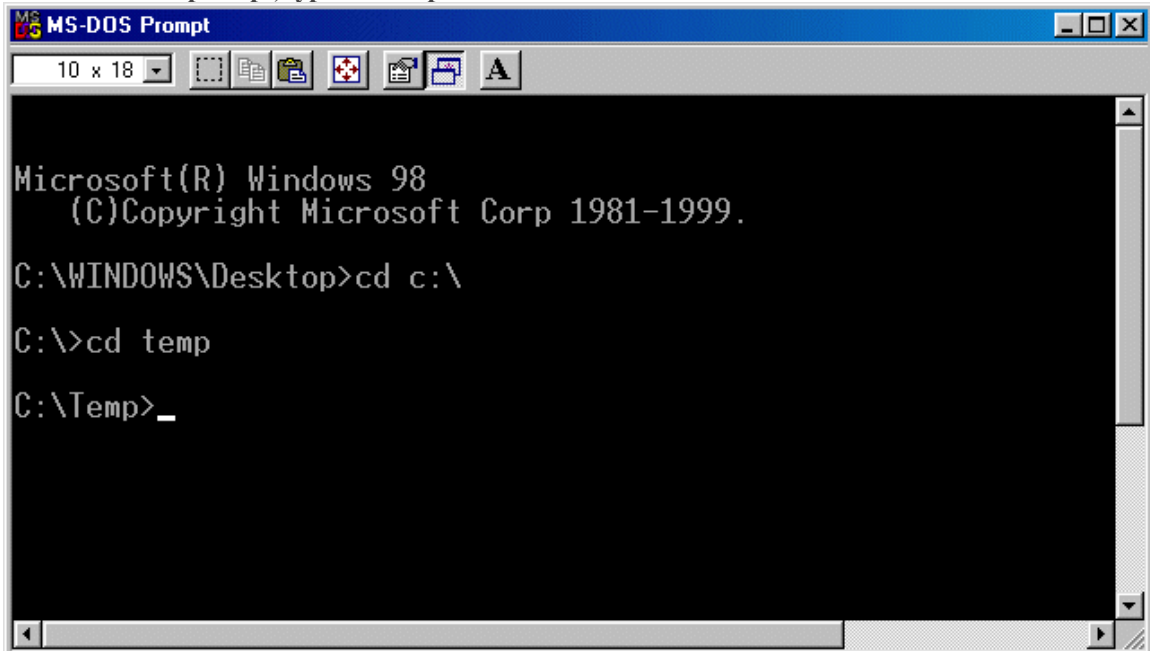 MS-DOS Prompt
10 x 18
A
Microsoft(R) Windows 98
(C)Copyright Microsoft Corp 1981-1999.
C:\WINDOWS\Desktop>cd c:\
C:\>cd temp
C:\Temp>_